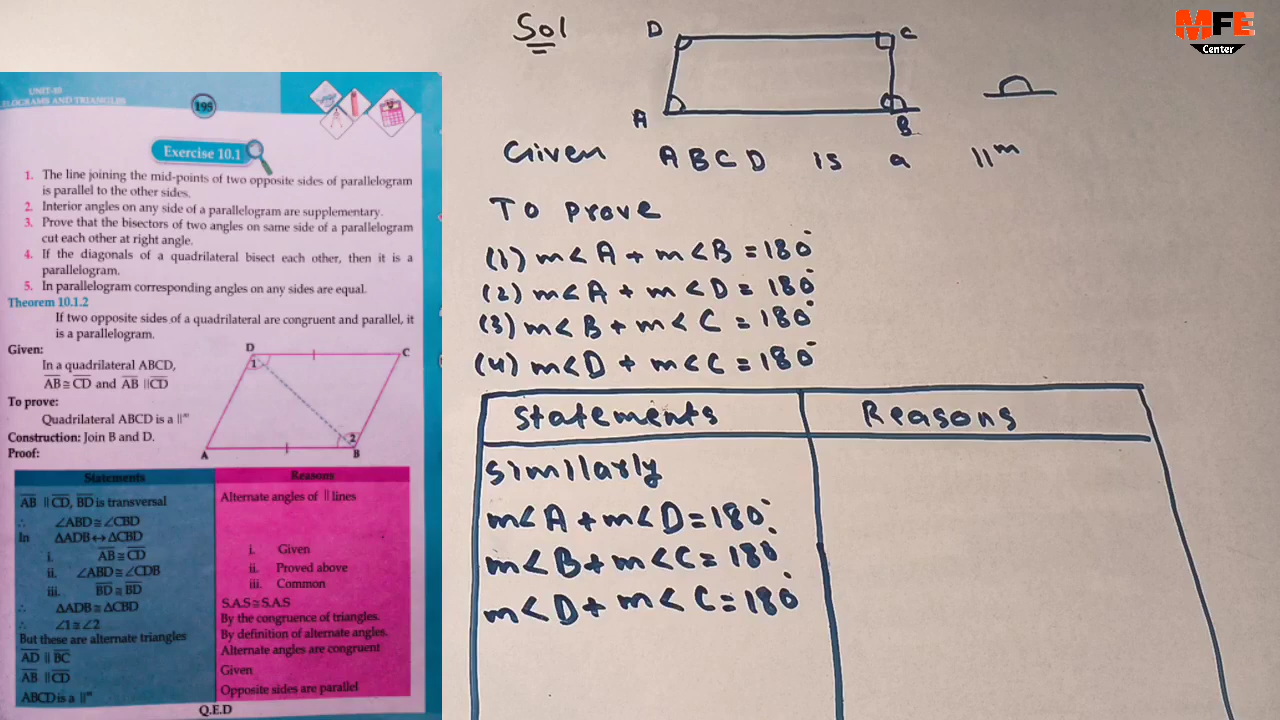 UNIT-10
ELOGRAMS AND TRIANGLES
195
Exercise 10.1
1. The line joining the mid-points of two opposite sides of parallelogram
is parallel to the other sides.
2. Interior angles on any side of a parallelogram are supplementary.
3. Prove that the bisectors of two angles on same side of a parallelogram
cut each other at right angle.
4. If the diagonals of a quadrilateral bisect each other, then it is a
parallelogram.
5. In parallelogram corresponding angles on any sides are equal.
Theorem 10.1.2
If two opposite sides of a quadrilateral are congruent and parallel, it
is a parallelogram.
Given:
In a quadrilateral ABCD,
AB ≅ CD and AB || CD
To prove:
Quadrilateral ABCD is a ||ᵐ
Construction: Join B and D.
Proof:
D
C
1
2
A
B
Statements
Reasons
AB || CD, BD is transversal
Alternate angles of || lines
∴ ∠ABD ≅ ∠CBD
In ΔADB ↔ ΔCBD
i. AB ≅ CD
i. Given
ii. ∠ABD ≅ ∠CDB
ii. Proved above
iii. BD ≅ BD
iii. Common
∴ ΔADB ≅ ΔCBD
S.A.S ≅ S.A.S
∴ ∠1 ≅ ∠2
By the congruence of triangles.
But these are alternate triangles
By definition of alternate angles.
AD || BC
Alternate angles are congruent
AB || CD
Given
ABCD is a ||ᵐ
Opposite sides are parallel
Q.E.D
Sol
D
C
A
B
MFE
Center
Given ABCD is a ||ᵐ
To prove
(1) m<A + m<B = 180°
(2) m<A + m<D = 180°
(3) m<B + m<C = 180°
(4) m<D + m<C = 180°
Statements
Reasons
Similarly
m<A + m<D = 180°
m<B + m<C = 180°
m<D + m<C = 180°